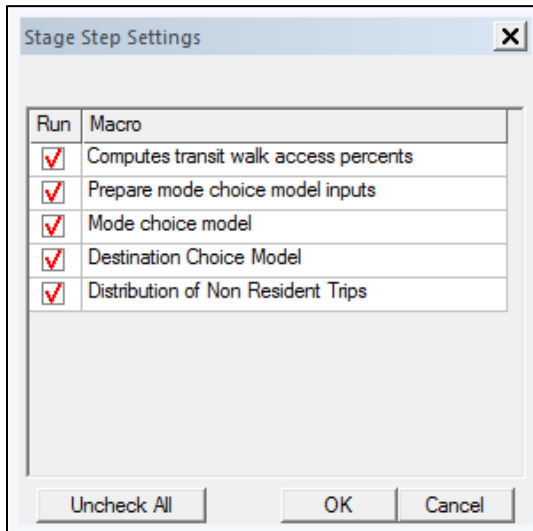 Stage Step Settings
Run Macro
Computes transit walk access percents
Prepare mode choice model inputs
Mode choice model
Destination Choice Model
Distribution of Non Resident Trips
Uncheck All OK Cancel